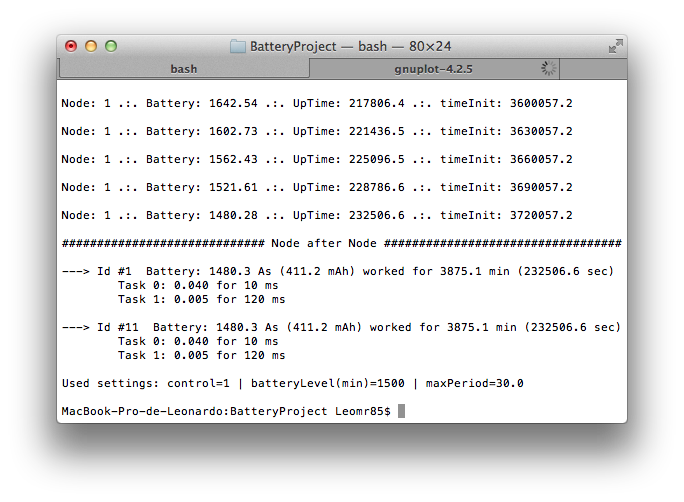 BatteryProject — bash — 80×24
bash
gnuplot-4.2.5
Node: 1 .:. Battery: 1642.54 .:. UpTime: 217806.4 .:. timeInit: 3600057.2
Node: 1 .:. Battery: 1602.73 .:. UpTime: 221436.5 .:. timeInit: 3630057.2
Node: 1 .:. Battery: 1562.43 .:. UpTime: 225096.5 .:. timeInit: 3660057.2
Node: 1 .:. Battery: 1521.61 .:. UpTime: 228786.6 .:. timeInit: 3690057.2
Node: 1 .:. Battery: 1480.28 .:. UpTime: 232506.6 .:. timeInit: 3720057.2
############################# Node after Node ##################################
---> Id #1  Battery: 1480.3 As (411.2 mAh) worked for 3875.1 min (232506.6 sec)
        Task 0: 0.040 for 10 ms
        Task 1: 0.005 for 120 ms
---> Id #11  Battery: 1480.3 As (411.2 mAh) worked for 3875.1 min (232506.6 sec)
        Task 0: 0.040 for 10 ms
        Task 1: 0.005 for 120 ms
Used settings: control=1 | batteryLevel(min)=1500 | maxPeriod=30.0
MacBook-Pro-de-Leonardo:BatteryProject Leomr85$